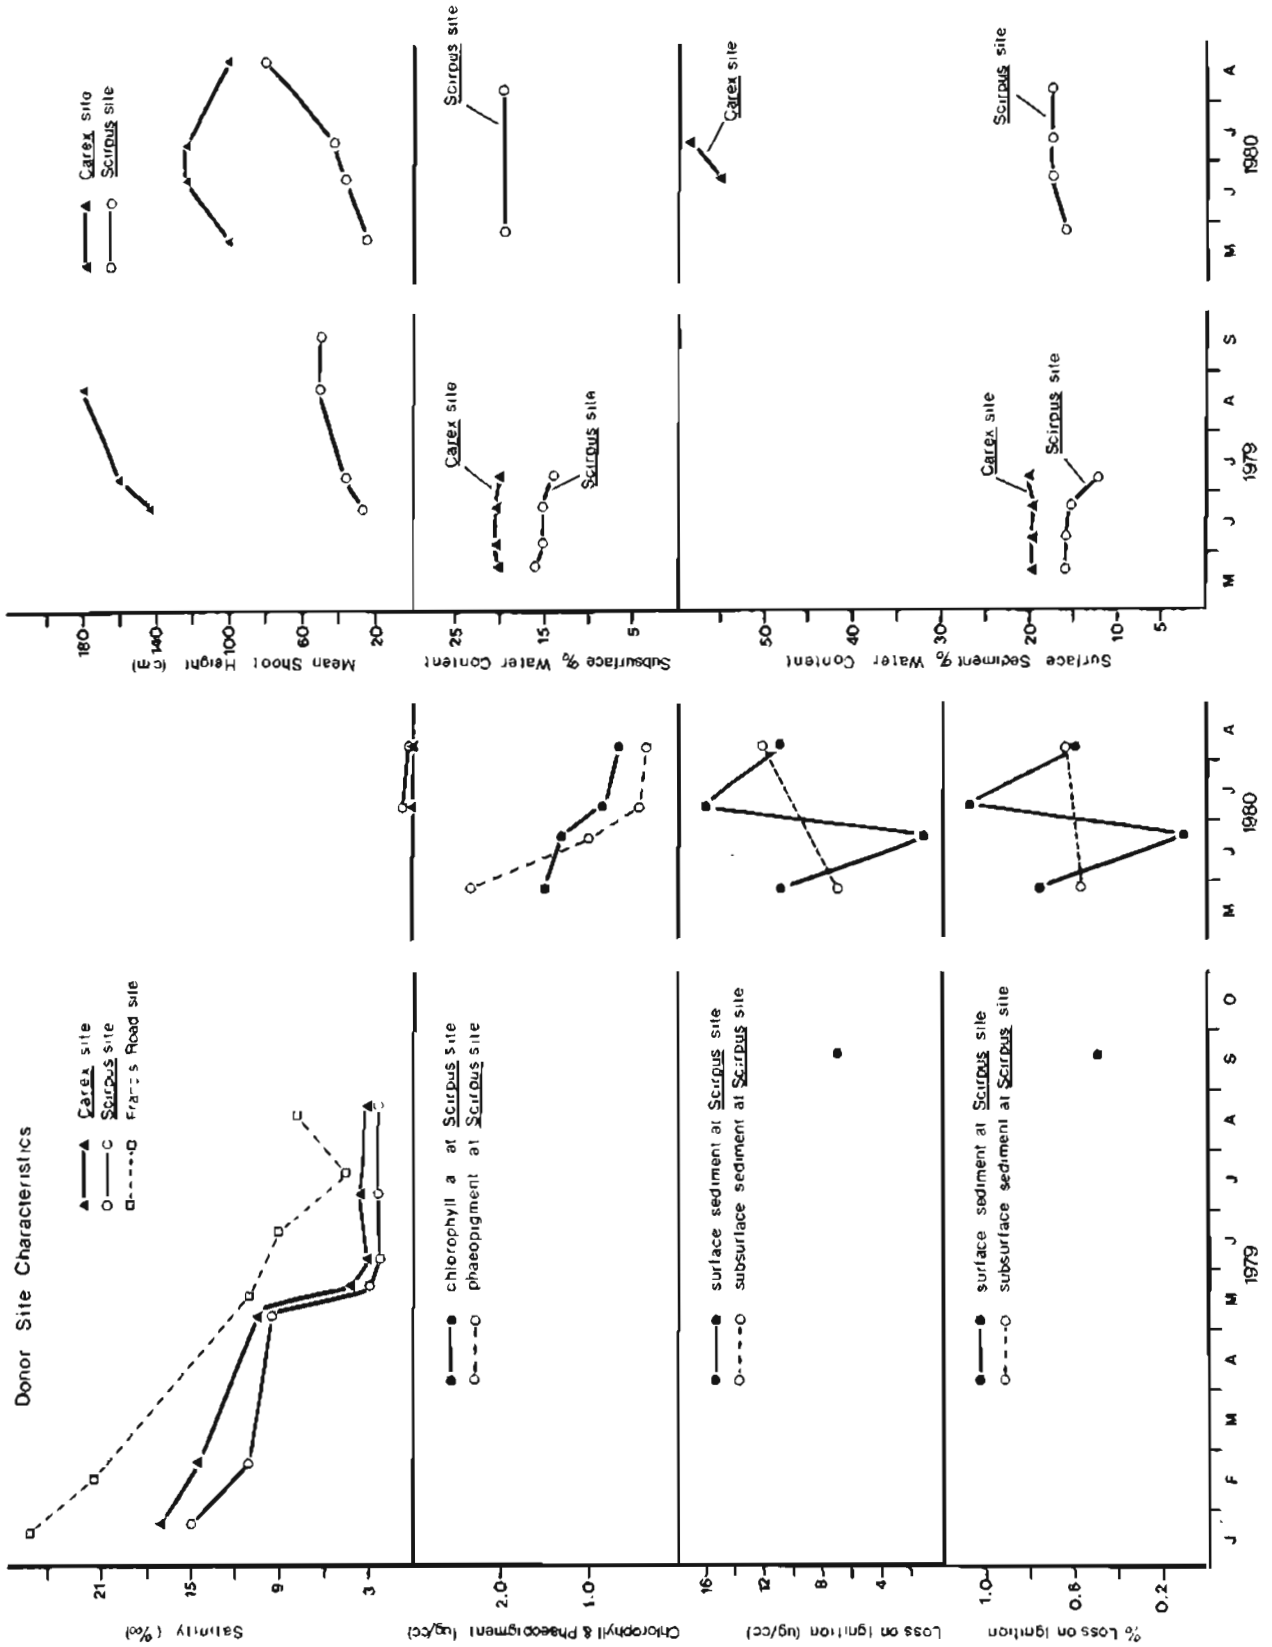 Donor Site Characteristics
Carex site
Scirpus site
Francis Road site
Salinity (‰)
21
15
9
3
chlorophyll a at Scirpus site
phaeopigment at Scirpus site
Chlorophyll & Phaeopigment (ug/cc)
2.0
1.0
surface sediment at Scirpus site
subsurface sediment at Scirpus site
Loss on Ignition (ug/cc)
16
12
8
4
surface sediment at Scirpus site
subsurface sediment at Scirpus site
% Loss on Ignition
1.0
0.6
0.2
J F M A M J J A S O
1979
M J J A
1980
Carex site
Scirpus site
Mean Shoot Height (cm)
180
140
100
60
20
Carex site
Scirpus site
Scirpus site
Subsurface % Water Content
25
15
5
Carex site
Carex site
Scirpus site
Scirpus site
Surface Sediment % Water Content
50
40
30
20
10
5
M J J A S
1979
M J J A
1980